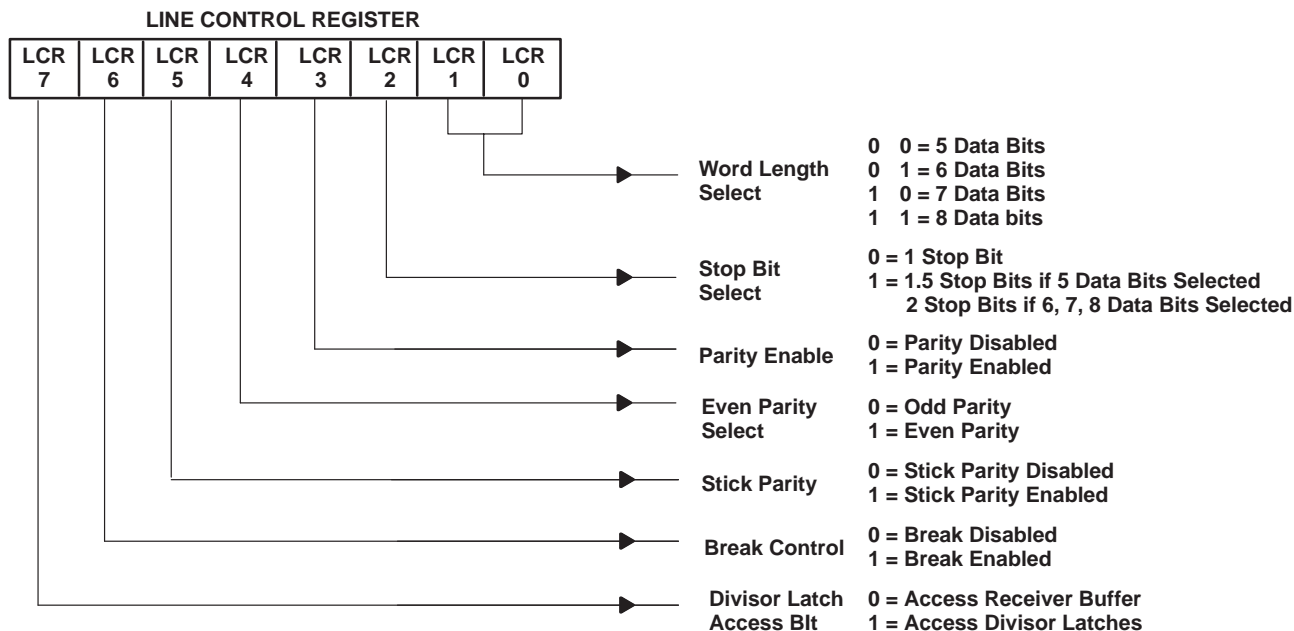 LINE CONTROL REGISTER
LCR LCR LCR LCR LCR LCR LCR LCR
7 6 5 4 3 2 1 0
Word Length Select
0 0 = 5 Data Bits
0 1 = 6 Data Bits
1 0 = 7 Data Bits
1 1 = 8 Data bits
Stop Bit Select
0 = 1 Stop Bit
1 = 1.5 Stop Bits if 5 Data Bits Selected
2 Stop Bits if 6, 7, 8 Data Bits Selected
Parity Enable
0 = Parity Disabled
1 = Parity Enabled
Even Parity Select
0 = Odd Parity
1 = Even Parity
Stick Parity
0 = Stick Parity Disabled
1 = Stick Parity Enabled
Break Control
0 = Break Disabled
1 = Break Enabled
Divisor Latch Access BIt
0 = Access Receiver Buffer
1 = Access Divisor Latches